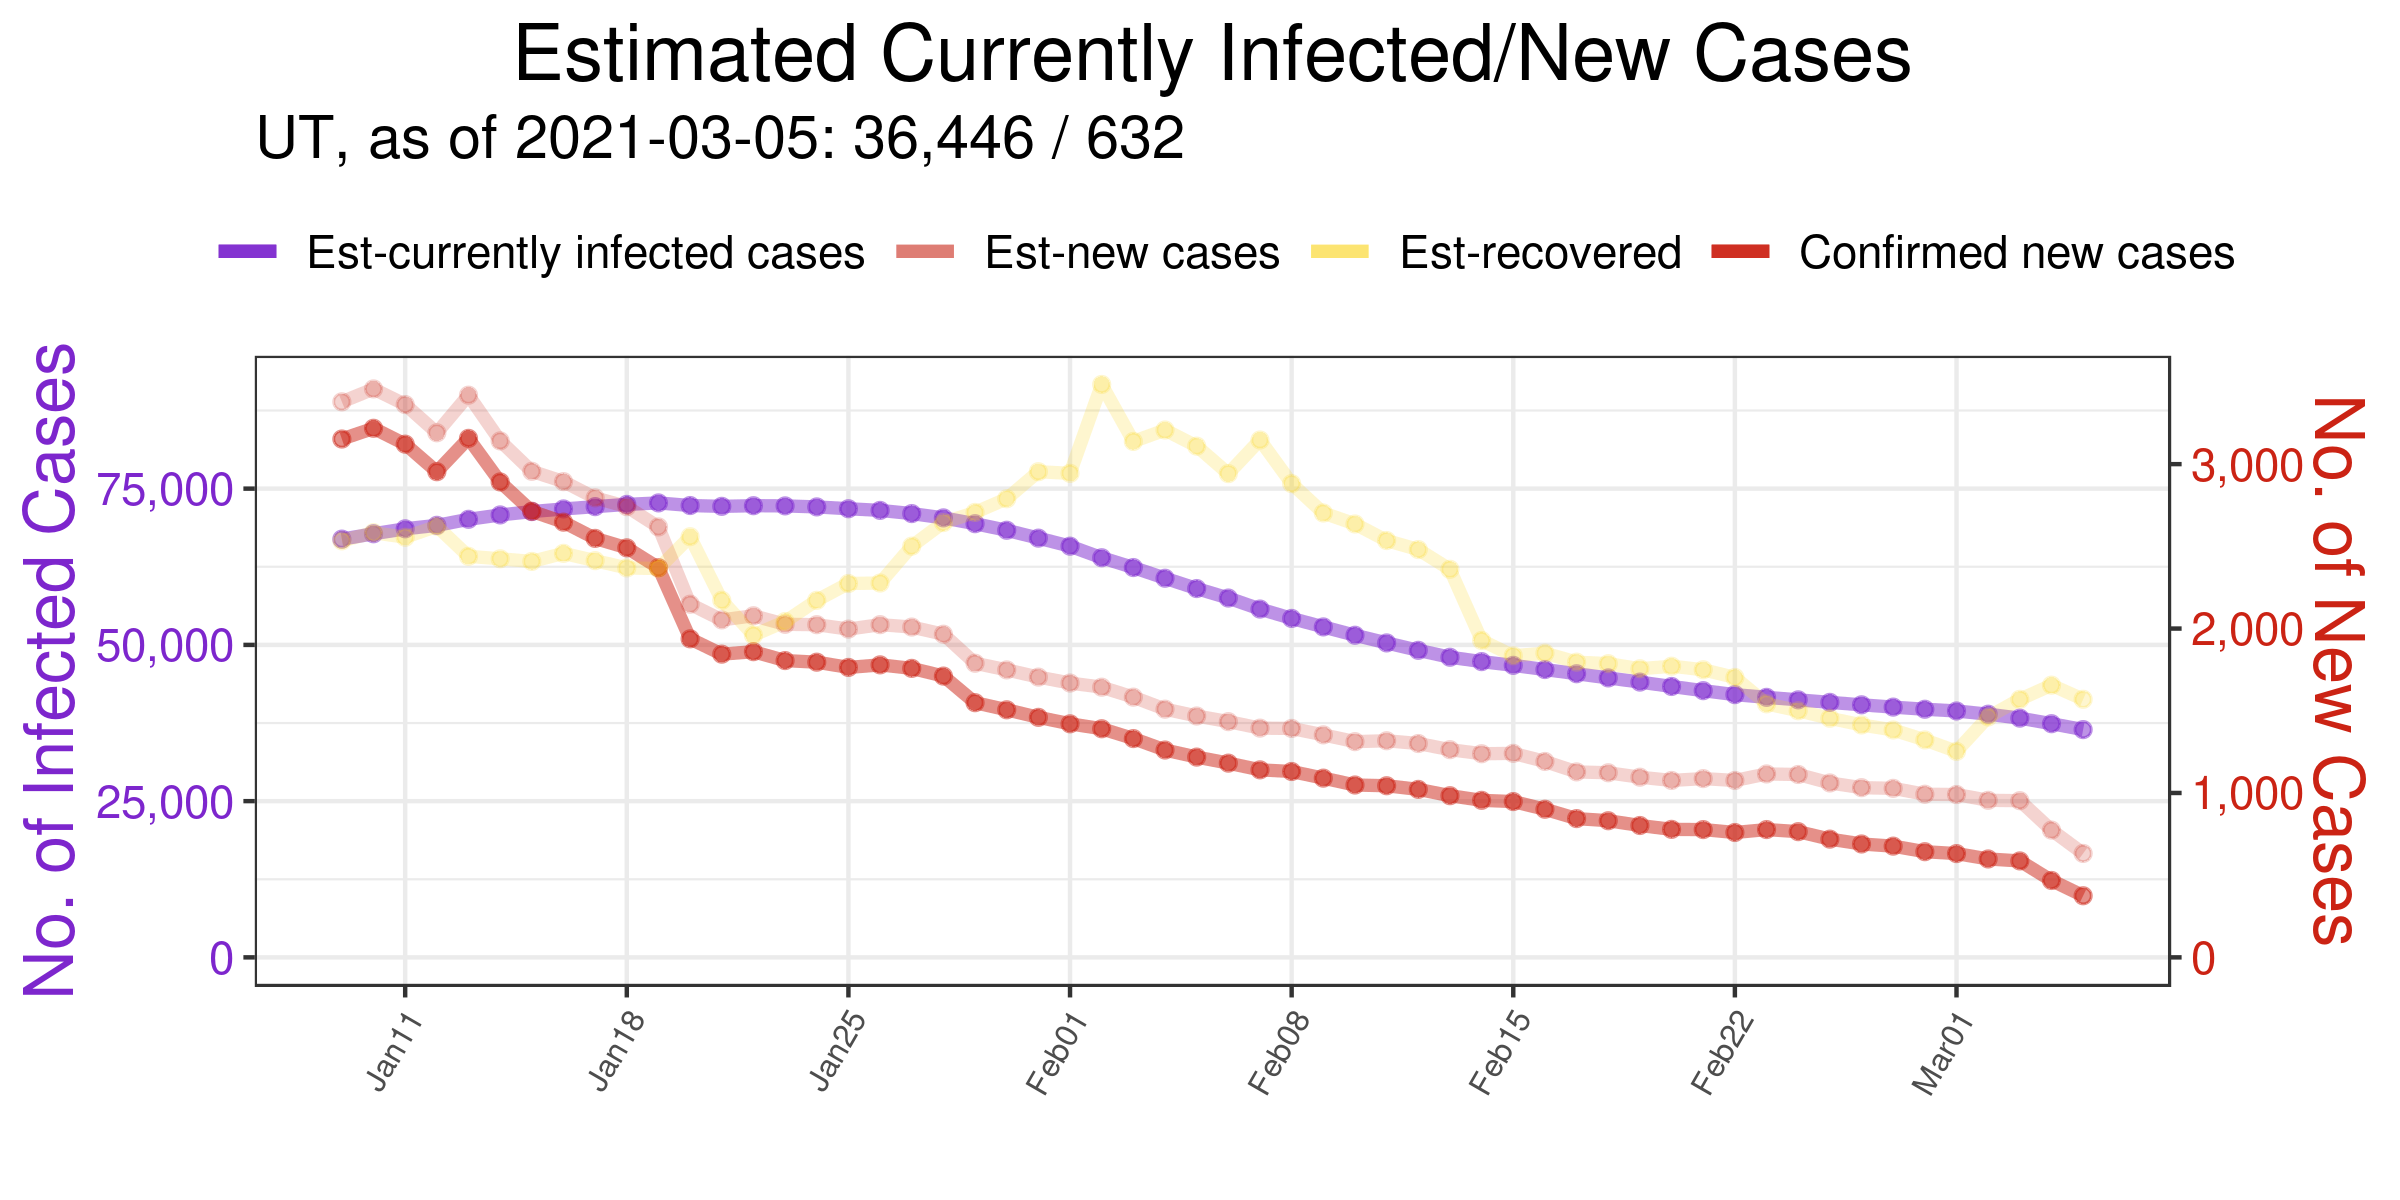 Estimated Currently Infected/New Cases
UT, as of 2021-03-05: 36,446 / 632
Est-currently infected cases Est-new cases Est-recovered Confirmed new cases
No. of Infected Cases
75,000
50,000
25,000
0
3,000
2,000
1,000
0
No. of New Cases
Jan11 Jan18 Jan25 Feb01 Feb08 Feb15 Feb22 Mar01